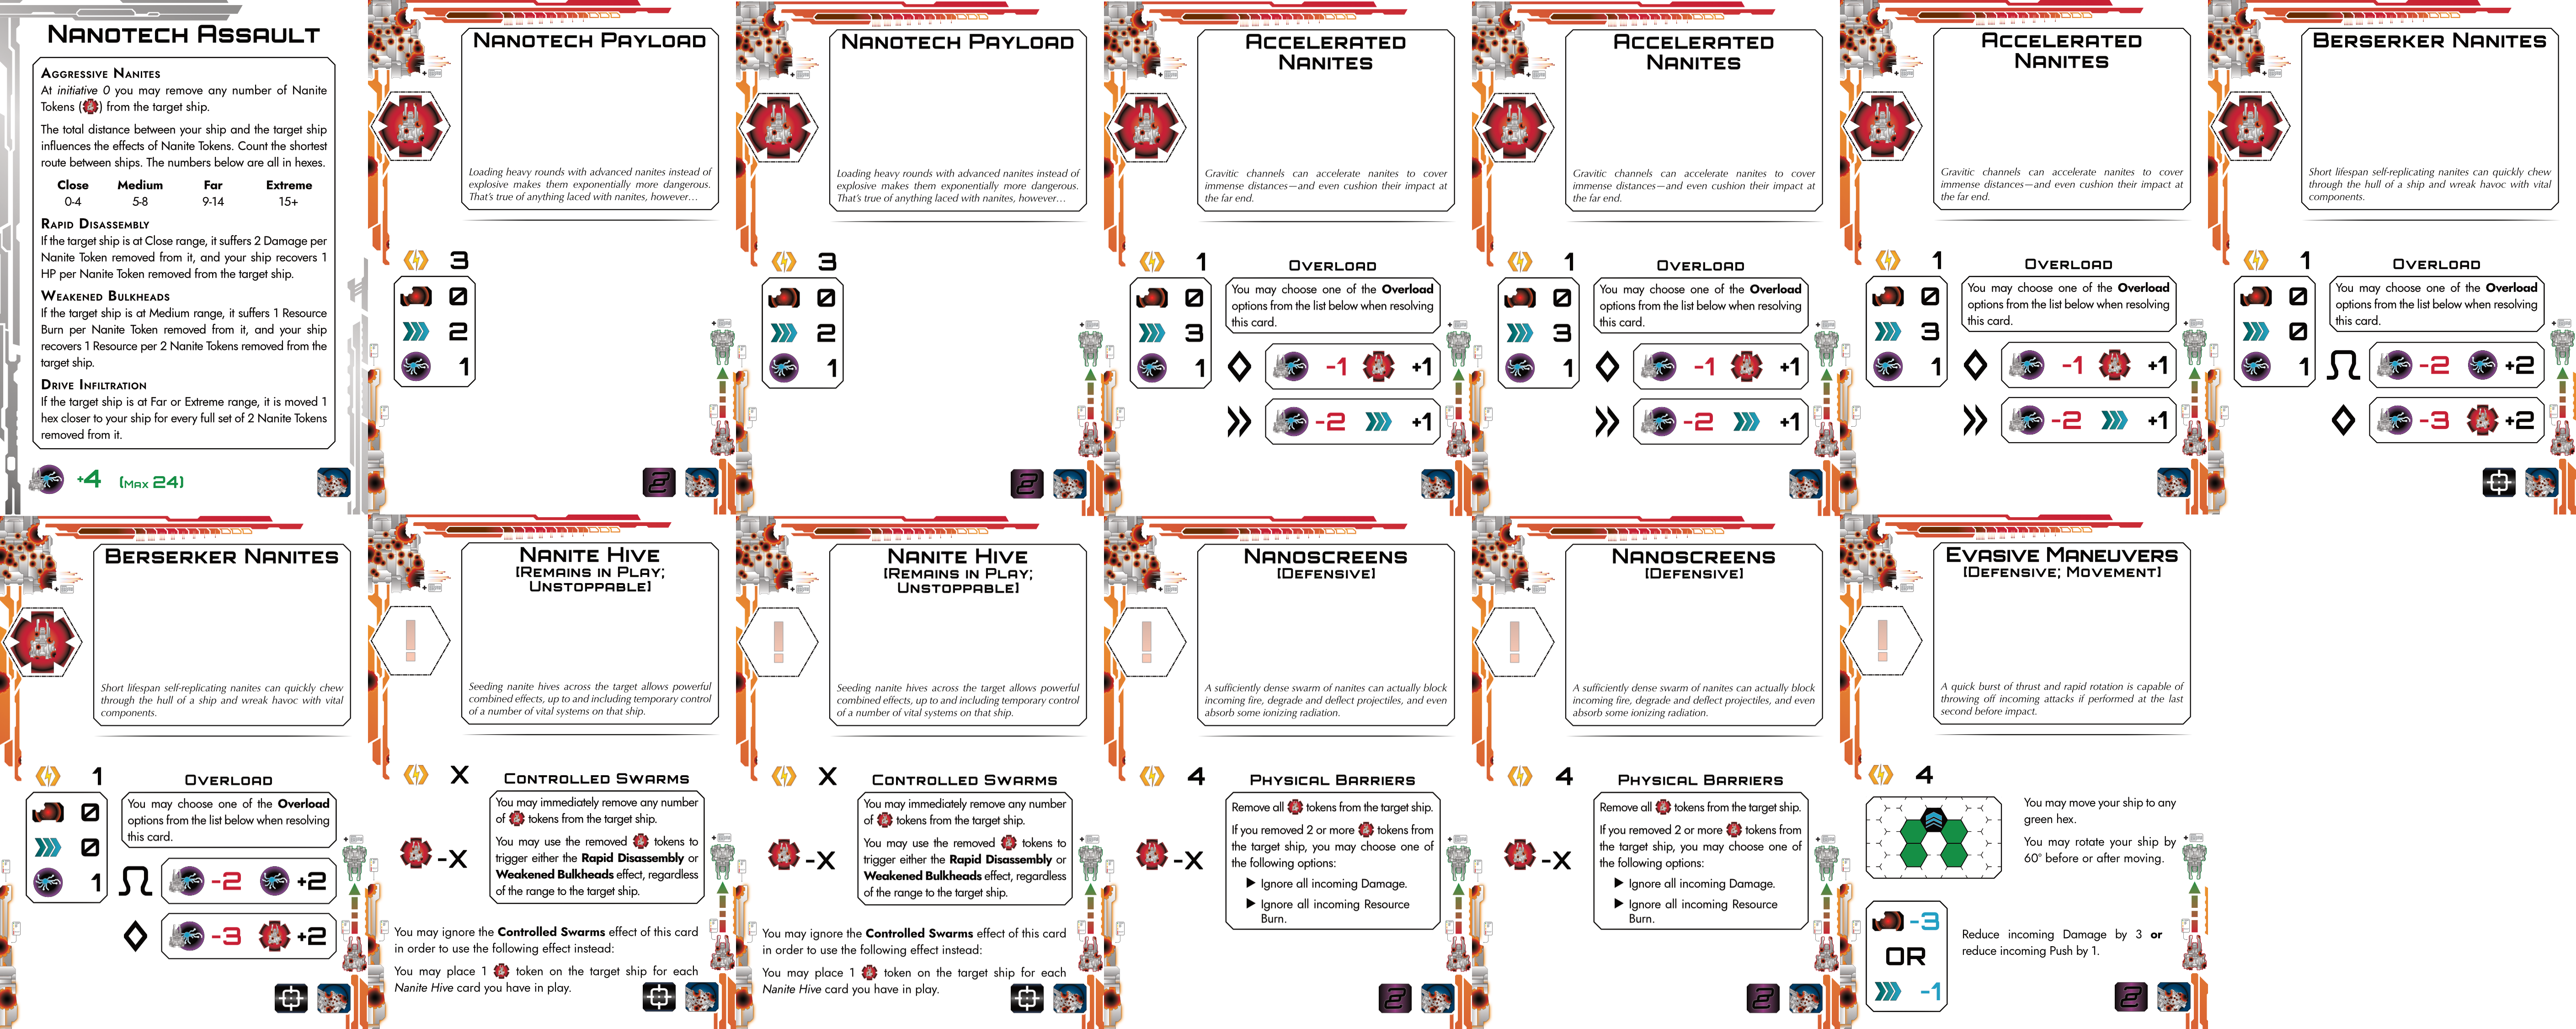 NANOTECH ASSAULT
AGGRESSIVE NANITES
At initiative 0 you may remove any number of Nanite
Tokens ( ) from the target ship.
The total distance between your ship and the target ship
influences the effects of Nanite Tokens. Count the shortest
route between ships. The numbers below are all in hexes.
Close Medium Far Extreme
0-4 5-8 9-14 15+
RAPID DISASSEMBLY
If the target ship is at Close range, it suffers 2 Damage per
Nanite Token removed from it, and your ship recovers 1
HP per Nanite Token removed from the target ship.
WEAKENED BULKHEADS
If the target ship is at Medium range, it suffers 1 Resource
Burn per Nanite Token removed from it, and your ship
recovers 1 Resource per 2 Nanite Tokens removed from the
target ship.
DRIVE INFILTRATION
If the target ship is at Far or Extreme range, it is moved 1
hex closer to your ship for every full set of 2 Nanite Tokens
removed from it.
+4 (MAX 24)
NANOTECH PAYLOAD
Loading heavy rounds with advanced nanites instead of
explosive makes them exponentially more dangerous.
That's true of anything laced with nanites, however...
3
0
2
1
2
NANOTECH PAYLOAD
Loading heavy rounds with advanced nanites instead of
explosive makes them exponentially more dangerous.
That's true of anything laced with nanites, however...
3
0
2
1
2
ACCELERATED
NANITES
Gravitic channels can accelerate nanites to cover
immense distances—and even cushion their impact at
the far end.
1
0
3
1
OVERLOAD
You may choose one of the Overload
options from the list below when resolving
this card.
-1 +1
-2 +1
ACCELERATED
NANITES
Gravitic channels can accelerate nanites to cover
immense distances—and even cushion their impact at
the far end.
1
0
3
1
OVERLOAD
You may choose one of the Overload
options from the list below when resolving
this card.
-1 +1
-2 +1
ACCELERATED
NANITES
Gravitic channels can accelerate nanites to cover
immense distances—and even cushion their impact at
the far end.
1
0
3
1
OVERLOAD
You may choose one of the Overload
options from the list below when resolving
this card.
-1 +1
-2 +1
BERSERKER NANITES
Short lifespan self-replicating nanites can quickly chew
through the hull of a ship and wreak havoc with vital
components.
1
0
0
1
OVERLOAD
You may choose one of the Overload
options from the list below when resolving
this card.
Ω -2 +2
-3 +2
BERSERKER NANITES
Short lifespan self-replicating nanites can quickly chew
through the hull of a ship and wreak havoc with vital
components.
1
0
0
1
OVERLOAD
You may choose one of the Overload
options from the list below when resolving
this card.
Ω -2 +2
-3 +2
NANITE HIVE
[REMAINS IN PLAY;
UNSTOPPABLE]
!
Seeding nanite hives across the target allows powerful
combined effects, up to and including temporary control
of a number of vital systems on that ship.
X
-X
CONTROLLED SWARMS
You may immediately remove any number
of tokens from the target ship.
You may use the removed tokens to
trigger either the Rapid Disassembly or
Weakened Bulkheads effect, regardless
of the range to the target ship.
You may ignore the Controlled Swarms effect of this card
in order to use the following effect instead:
You may place 1 token on the target ship for each
Nanite Hive card you have in play.
NANITE HIVE
[REMAINS IN PLAY;
UNSTOPPABLE]
!
Seeding nanite hives across the target allows powerful
combined effects, up to and including temporary control
of a number of vital systems on that ship.
X
-X
CONTROLLED SWARMS
You may immediately remove any number
of tokens from the target ship.
You may use the removed tokens to
trigger either the Rapid Disassembly or
Weakened Bulkheads effect, regardless
of the range to the target ship.
You may ignore the Controlled Swarms effect of this card
in order to use the following effect instead:
You may place 1 token on the target ship for each
Nanite Hive card you have in play.
NANOSCREENS
[DEFENSIVE]
!
A sufficiently dense swarm of nanites can actually block
incoming fire, degrade and deflect projectiles, and even
absorb some ionizing radiation.
4
-X
PHYSICAL BARRIERS
Remove all tokens from the target ship.
If you removed 2 or more tokens from
the target ship, you may choose one of
the following options:
Ignore all incoming Damage.
Ignore all incoming Resource
Burn.
2
NANOSCREENS
[DEFENSIVE]
!
A sufficiently dense swarm of nanites can actually block
incoming fire, degrade and deflect projectiles, and even
absorb some ionizing radiation.
4
-X
PHYSICAL BARRIERS
Remove all tokens from the target ship.
If you removed 2 or more tokens from
the target ship, you may choose one of
the following options:
Ignore all incoming Damage.
Ignore all incoming Resource
Burn.
2
EVASIVE MANEUVERS
[DEFENSIVE; MOVEMENT]
!
A quick burst of thrust and rapid rotation is capable of
throwing off incoming attacks if performed at the last
second before impact.
4
You may move your ship to any
green hex.
You may rotate your ship by
60° before or after moving.
-3
OR
-1
Reduce incoming Damage by 3 or
reduce incoming Push by 1.
2